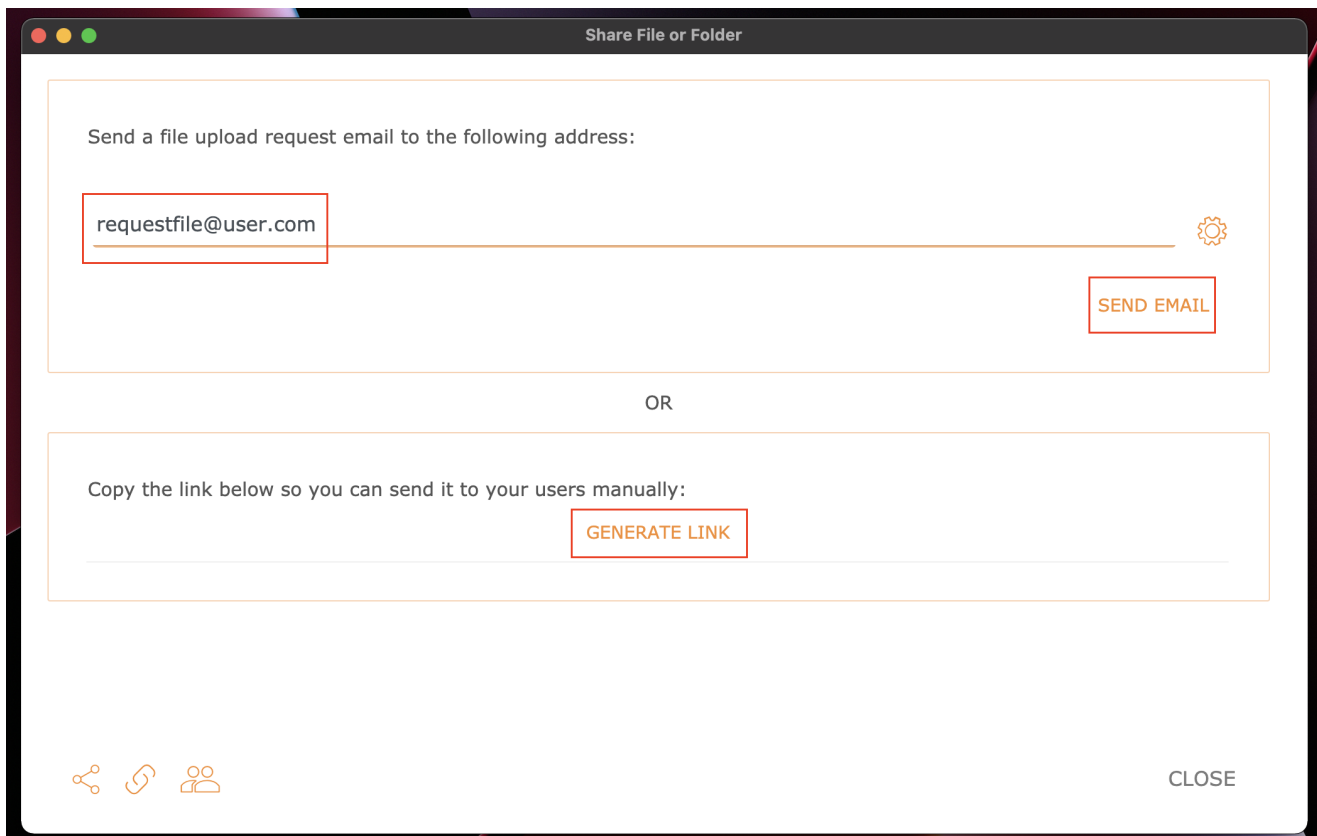 Share File or Folder
Send a file upload request email to the following address:
requestfile@user.com
SEND EMAIL
OR
Copy the link below so you can send it to your users manually:
GENERATE LINK
CLOSE